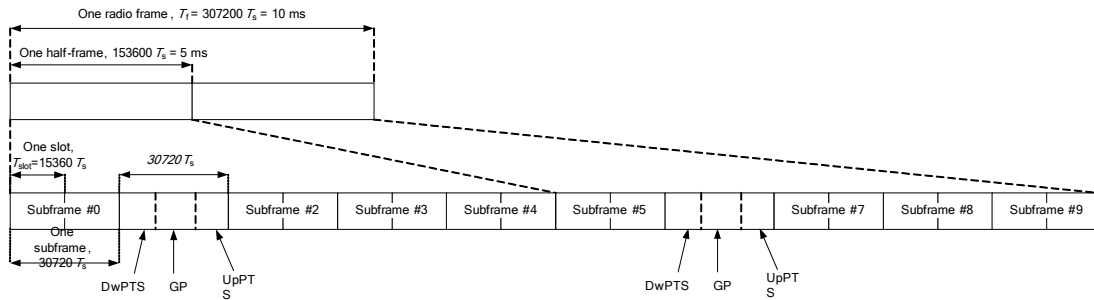 One radio frame, Tf = 307200 Ts = 10 ms
One half-frame, 153600 Ts = 5 ms
One slot,
Tslot=15360 Ts
30720 Ts
Subframe #0
Subframe #2
Subframe #3
Subframe #4
Subframe #5
Subframe #7
Subframe #8
Subframe #9
One
subframe,
30720 Ts
DwPTS
GP
UpPT
S
DwPTS
GP
UpPT
S